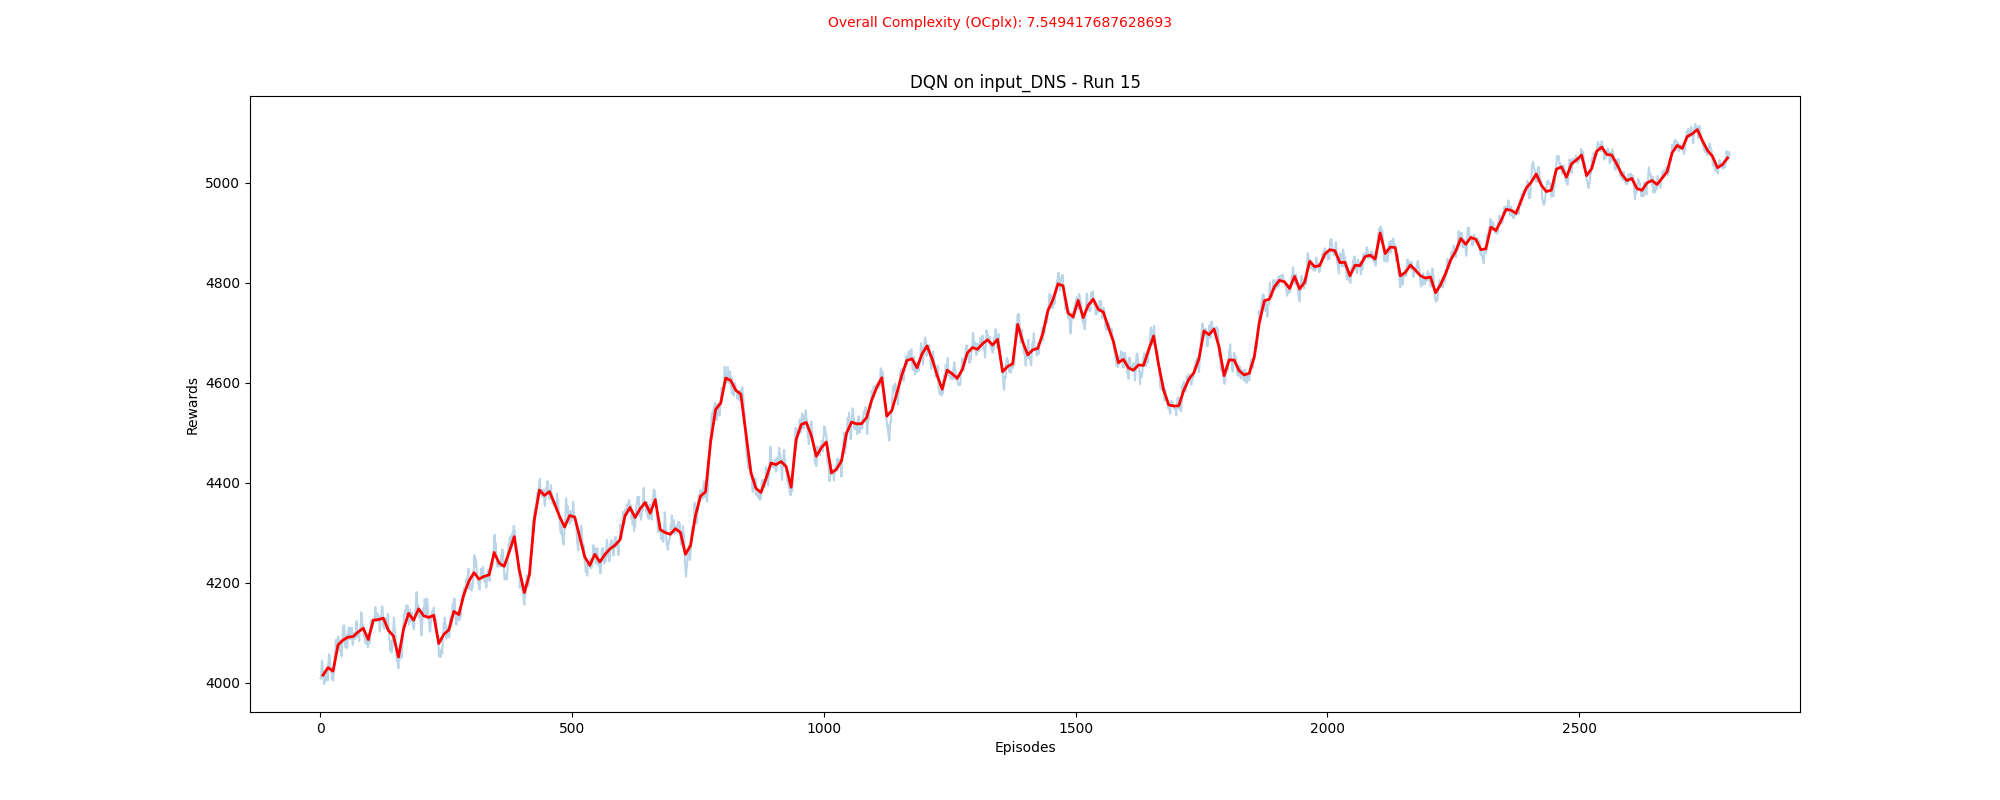 Overall Complexity (OCplx): 7.549417687628693
DQN on input_DNS - Run 15
Rewards
5000
4800
4600
4400
4200
4000
0 500 1000 1500 2000 2500
Episodes